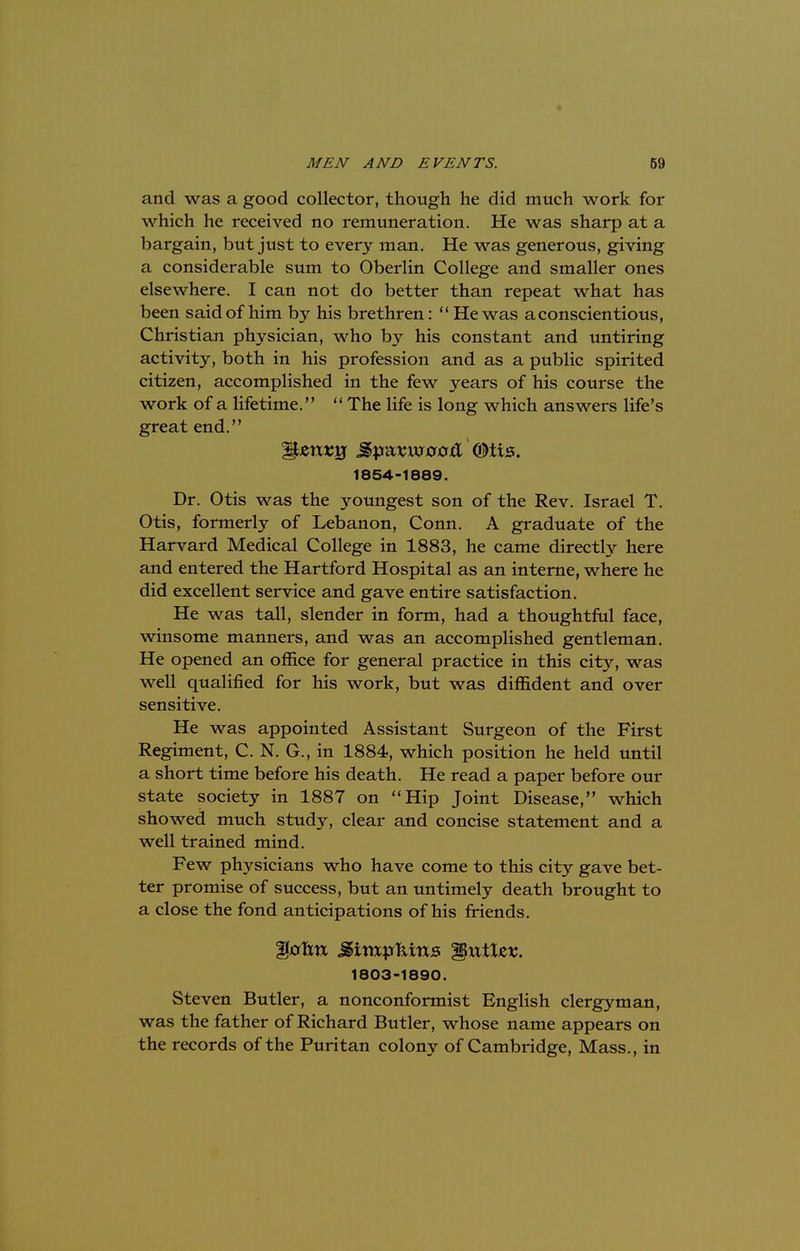 MEN AND EVENTS. 59
and was a good collector, though he did much work for
which he received no remuneration. He was sharp at a
bargain, but just to every man. He was generous, giving
a considerable sum to Oberlin College and smaller ones
elsewhere. I can not do better than repeat what has
been said of him by his brethren: “He was a conscientious,
Christian physician, who by his constant and untiring
activity, both in his profession and as a public spirited
citizen, accomplished in the few years of his course the
work of a lifetime.” “The life is long which answers life’s
great end.”
Henry Sparwood Otis.
1854-1889.
Dr. Otis was the youngest son of the Rev. Israel T.
Otis, formerly of Lebanon, Conn. A graduate of the
Harvard Medical College in 1883, he came directly here
and entered the Hartford Hospital as an interne, where he
did excellent service and gave entire satisfaction.
He was tall, slender in form, had a thoughtful face,
winsome manners, and was an accomplished gentleman.
He opened an office for general practice in this city, was
well qualified for his work, but was diffident and over
sensitive.
He was appointed Assistant Surgeon of the First
Regiment, C. N. G., in 1884, which position he held until
a short time before his death. He read a paper before our
state society in 1887 on “Hip Joint Disease,” which
showed much study, clear and concise statement and a
well trained mind.
Few physicians who have come to this city gave bet-
ter promise of success, but an untimely death brought to
a close the fond anticipations of his friends.
John Simpkins Butler.
1803-1890.
Steven Butler, a nonconformist English clergyman,
was the father of Richard Butler, whose name appears on
the records of the Puritan colony of Cambridge, Mass., in